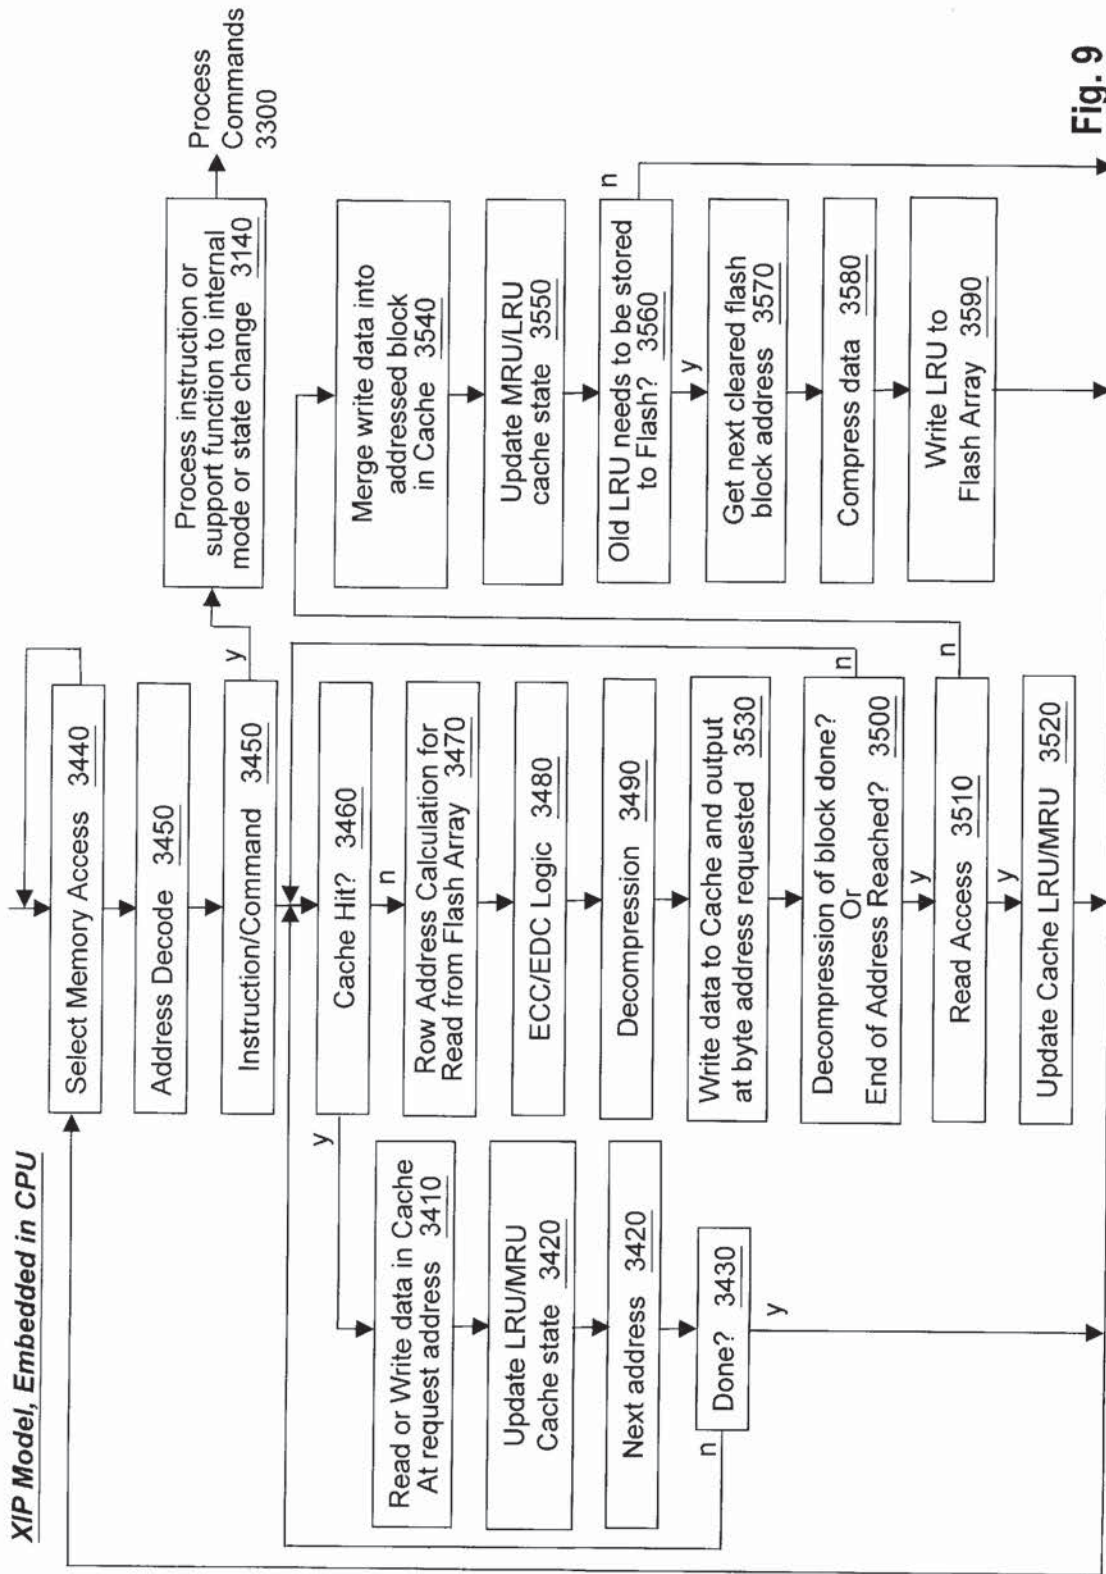 XIP Model, Embedded in CPU
Select Memory Access 3440
Address Decode 3450
Instruction/Command 3450
y
Process instruction or
support function to internal
mode or state change 3140
Process
Commands
3300
Cache Hit? 3460
y
n
Read or Write data in Cache
At request address 3410
Update LRU/MRU
Cache state 3420
Next address 3420
Done? 3430
n
y
Row Address Calculation for
Read from Flash Array 3470
ECC/EDC Logic 3480
Decompression 3490
Write data to Cache and output
at byte address requested 3530
Decompression of block done?
Or
End of Address Reached? 3500
n
y
Read Access 3510
n
y
Update Cache LRU/MRU 3520
Merge write data into
addressed block
in Cache 3540
Update MRU/LRU
cache state 3550
Old LRU needs to be stored
to Flash? 3560
n
y
Get next cleared flash
block address 3570
Compress data 3580
Write LRU to
Flash Array 3590
Fig. 9